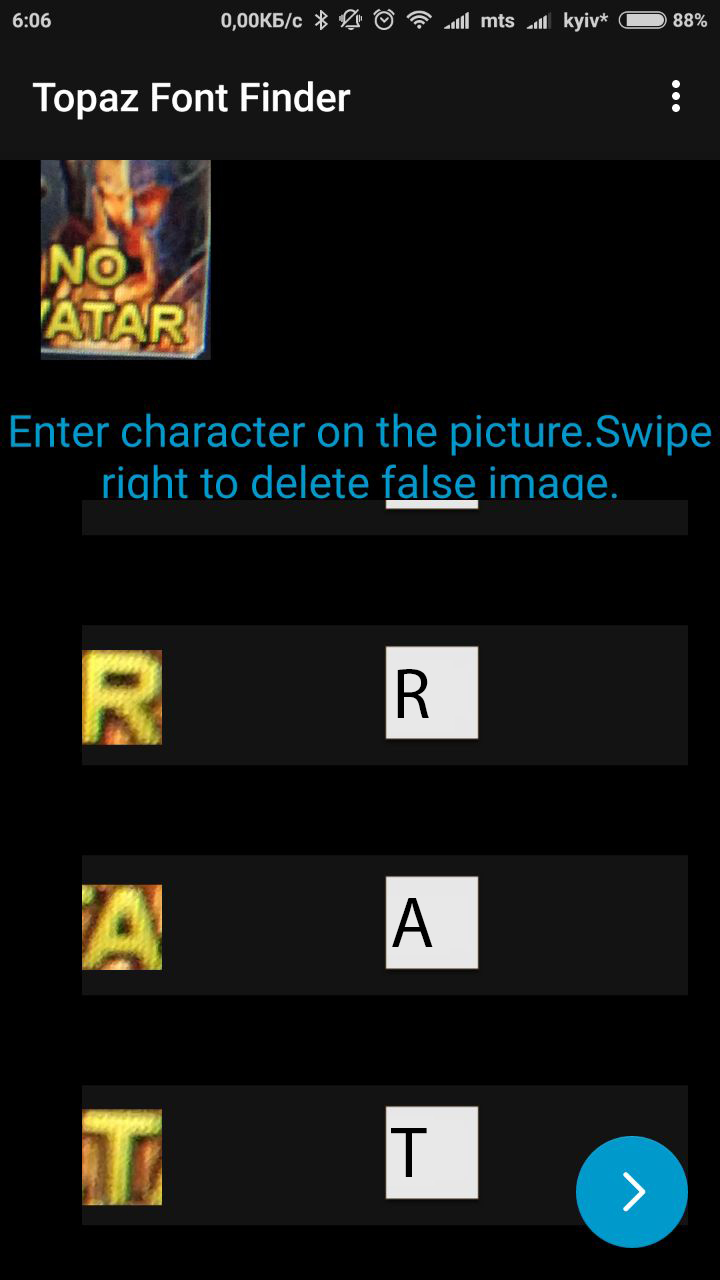 6:06 0,00КБ/с mts kyiv* 88%
Topaz Font Finder
NO
VATAR
Enter character on the picture.Swipe
right to delete false image.
R R
A A
T T